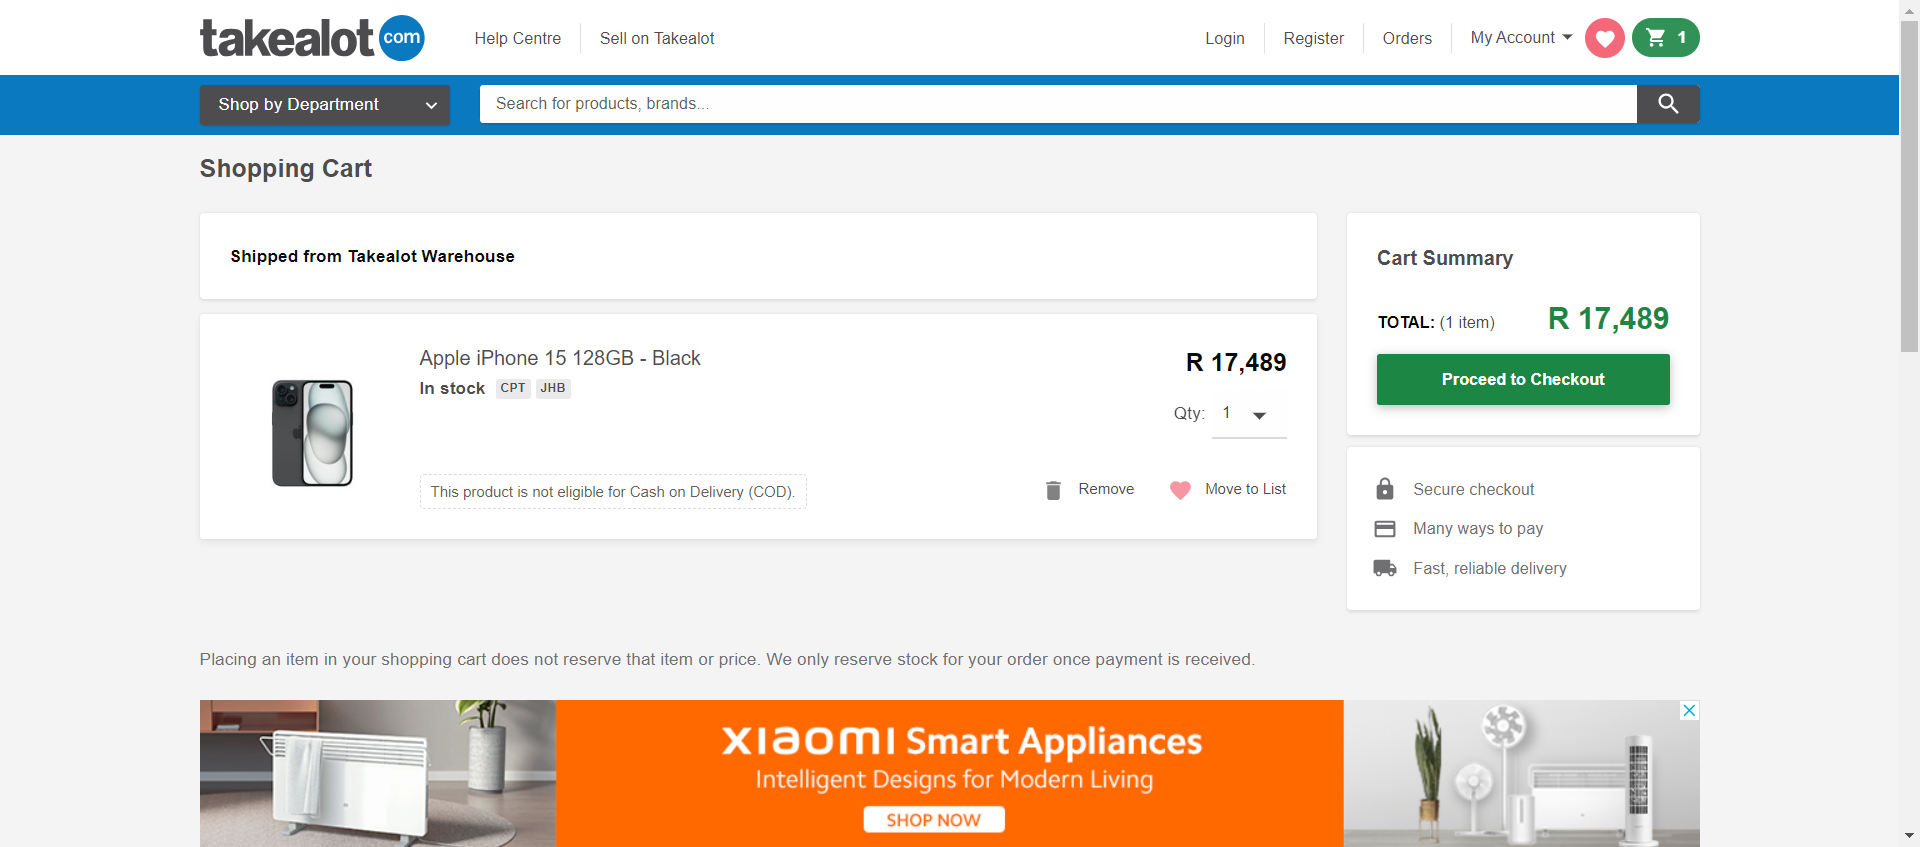 takealot com
Help Centre
Sell on Takealot
Login
Register
Orders
My Account
1
Shop by Department
Search for products, brands...
Shopping Cart
Shipped from Takealot Warehouse
Apple iPhone 15 128GB - Black
R 17,489
In stock CPT JHB
Qty: 1
This product is not eligible for Cash on Delivery (COD).
Remove
Move to List
Cart Summary
TOTAL: (1 item) R 17,489
Proceed to Checkout
Secure checkout
Many ways to pay
Fast, reliable delivery
Placing an item in your shopping cart does not reserve that item or price. We only reserve stock for your order once payment is received.
xiaomi Smart Appliances
Intelligent Designs for Modern Living
SHOP NOW